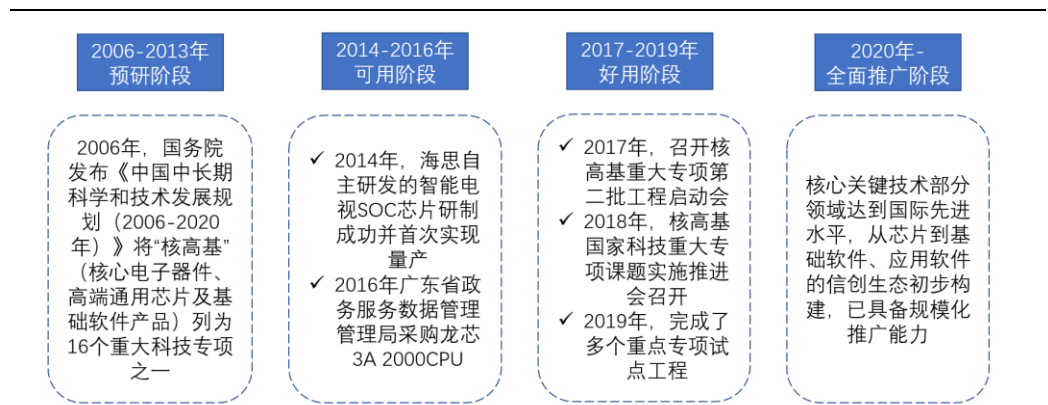 2006-2013年
预研阶段
2006年，国务院
发布《中国中长期
科学和技术发展规
划（2006-2020
年）》将“核高基”
（核心电子器件、
高端通用芯片及基
础软件产品）列为
16个重大科技专项
之一
2014-2016年
可用阶段
✓ 2014年，海思自
主研发的智能电
视SOC芯片研制
成功并首次实现
量产
✓ 2016年广东省政
务服务数据管理
管理局采购龙芯
3A 2000CPU
2017-2019年
好用阶段
✓ 2017年，召开核
高基重大专项第
二批工程启动会
✓ 2018年，核高基
国家科技重大专
项课题实施推进
会召开
✓ 2019年，完成了
多个重点专项试
点工程
2020年-
全面推广阶段
核心关键技术部分
领域达到国际先进
水平，从芯片到基
础软件、应用软件
的信创生态初步构
建，已具备规模化
推广能力